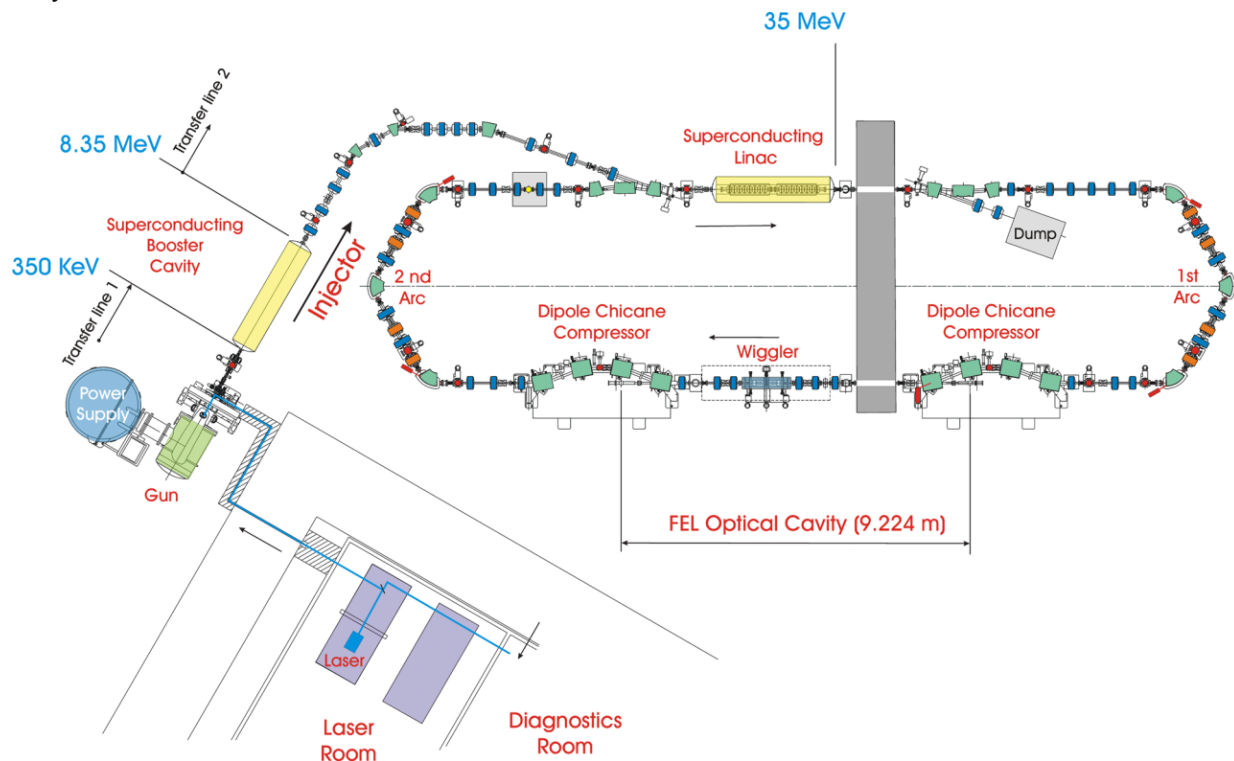 35 MeV
Transfer line 2
8.35 MeV
Superconducting
Linac
Superconducting
Booster
Cavity
Injector
Dump
350 KeV
2 nd
Arc
1st
Arc
Transfer line 1
Dipole Chicane
Compressor
Dipole Chicane
Compressor
Wiggler
Power
Supply
Gun
FEL Optical Cavity (9.224 m)
Laser
Laser
Room
Diagnostics
Room